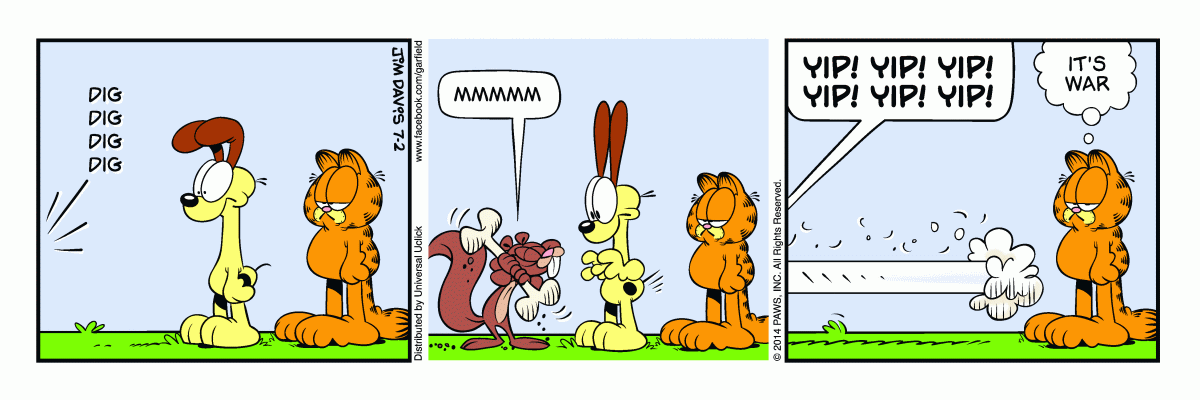 DIG
DIG
DIG
DIG
JIM DAVIS 7-2
www.facebook.com/garfield
Distributed by Universal Uclick
MMMMM
YIP! YIP! YIP!
YIP! YIP! YIP!
IT'S
WAR
© 2014 PAWS, INC. All Rights Reserved.